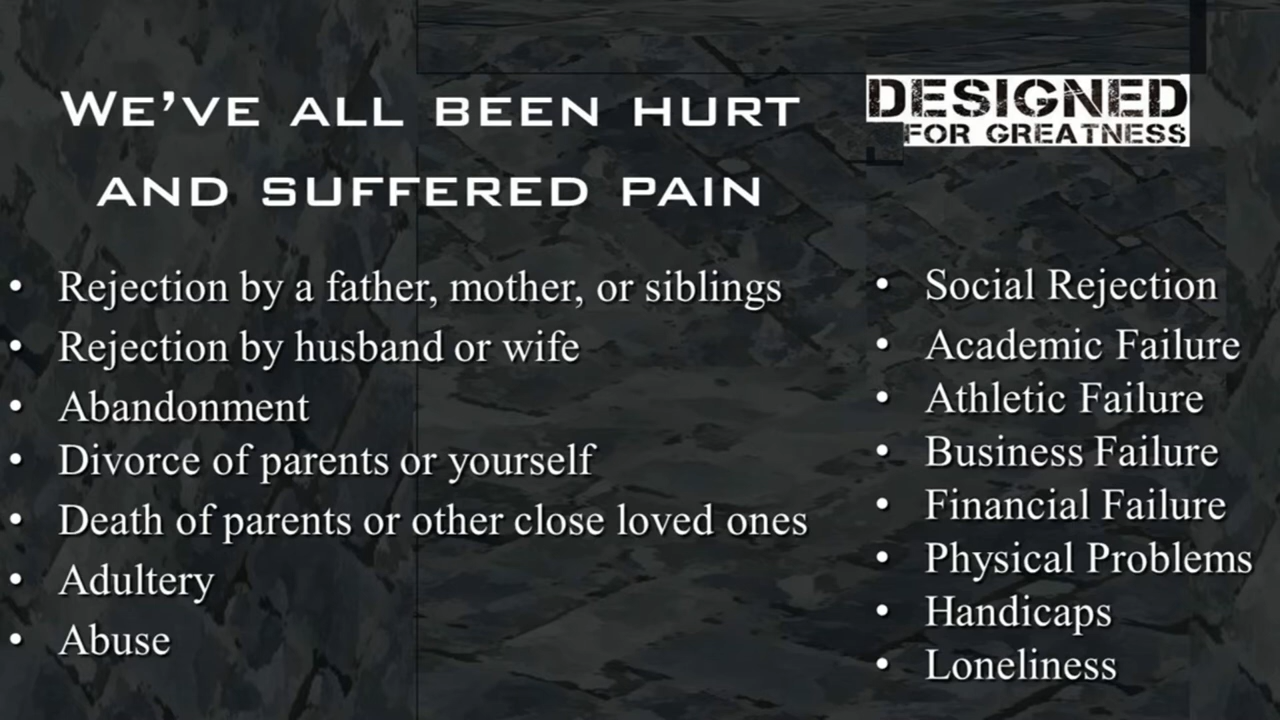 We've all been hurt
and suffered pain
DESIGNED
FOR GREATNESS
• Rejection by a father, mother, or siblings
• Rejection by husband or wife
• Abandonment
• Divorce of parents or yourself
• Death of parents or other close loved ones
• Adultery
• Abuse
• Social Rejection
• Academic Failure
• Athletic Failure
• Business Failure
• Financial Failure
• Physical Problems
• Handicaps
• Loneliness